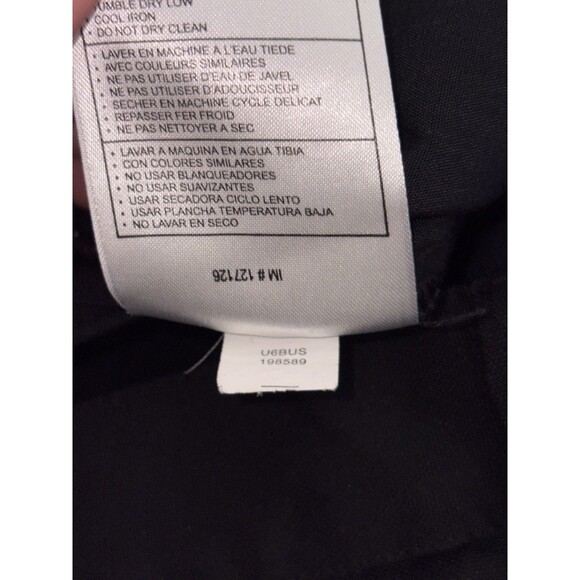 TUMBLE DRY LOW
• COOL IRON
• DO NOT DRY CLEAN
• LAVER EN MACHINE A L'EAU TIEDE
• AVEC COULEURS SIMILAIRES
• NE PAS UTILISER D'EAU DE JAVEL
• NE PAS UTILISER D'ADOUCISSEUR
• SECHER EN MACHINE CYCLE DELICAT
• REPASSER FER FROID
• NE PAS NETTOYER A SEC
• LAVAR A MAQUINA EN AGUA TIBIA
• CON COLORES SIMILARES
• NO USAR BLANQUEADORES
• NO USAR SUAVIZANTES
• USAR SECADORA CICLO LENTO
• USAR PLANCHA TEMPERATURA BAJA
• NO LAVAR EN SECO
IM # 127126
U6BUS
198589